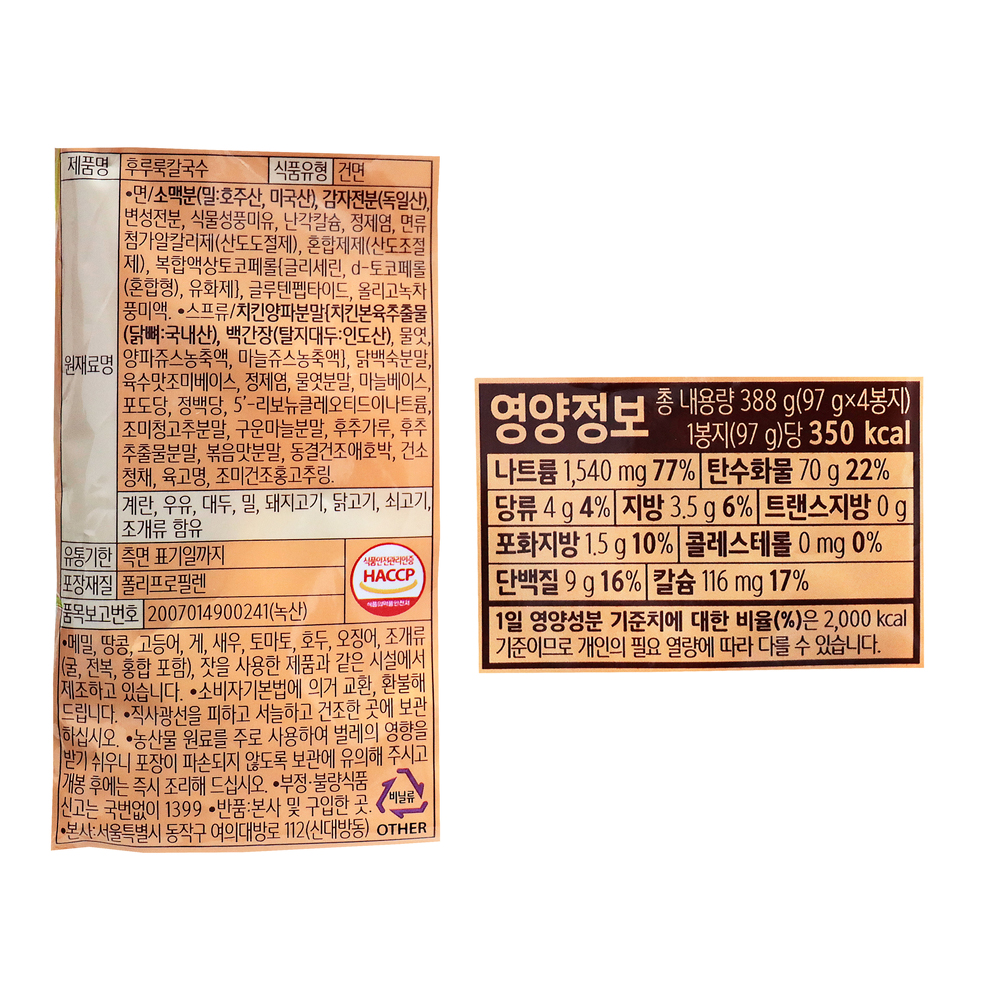 제품명 후루룩칼국수 식품유형 건면
원재료명
•면/소맥분(밀:호주산, 미국산), 감자전분(독일산),
변성전분, 식물성풍미유, 난각칼슘, 정제염, 면류
첨가알칼리제(산도조절제), 혼합제제(산도조절
제), 복합액상토코페롤{글리세린, d-토코페롤
(혼합형), 유화제}, 글루텐펩타이드, 올리고녹차
풍미액. •스프류/치킨양파분말{치킨본육추출물
(닭뼈:국내산), 백간장(탈지대두:인도산), 물엿,
양파쥬스농축액, 마늘쥬스농축액}, 닭백숙분말,
육수맛조미베이스, 정제염, 물엿분말, 마늘베이스,
포도당, 정백당, 5'-리보뉴클레오티드이나트륨,
조미청고추분말, 구운마늘분말, 후추가루, 후추
추출물분말, 볶음맛분말, 동결건조애호박, 건소
청채, 육고명, 조미건조홍고추링.
계란, 우유, 대두, 밀, 돼지고기, 닭고기, 쇠고기,
조개류 함유
유통기한 측면 표기일까지
포장재질 폴리프로필렌
품목보고번호 2007014900241(녹산)
식품안전관리인증
HACCP
식품의약품안전처
•메밀, 땅콩, 고등어, 게, 새우, 토마토, 호두, 오징어, 조개류
(굴, 전복, 홍합 포함), 잣을 사용한 제품과 같은 시설에서
제조하고 있습니다. •소비자기본법에 의거 교환, 환불해
드립니다. •직사광선을 피하고 서늘하고 건조한 곳에 보관
하십시오. •농산물 원료를 주로 사용하여 벌레의 영향을
받기 쉬우니 포장이 파손되지 않도록 보관에 유의해 주시고
개봉 후에는 즉시 조리해 드십시오. •부정·불량식품
신고는 국번없이 1399 •반품:본사 및 구입한 곳.
•본사:서울특별시 동작구 여의대방로 112(신대방동)
비닐류
OTHER
영양정보
총 내용량 388 g(97 g×4봉지)
1봉지(97 g)당 350 kcal
나트륨 1,540 mg 77% 탄수화물 70 g 22%
당류 4 g 4% 지방 3.5 g 6% 트랜스지방 0 g
포화지방 1.5 g 10% 콜레스테롤 0 mg 0%
단백질 9 g 16% 칼슘 116 mg 17%
1일 영양성분 기준치에 대한 비율(%)은 2,000 kcal
기준이므로 개인의 필요 열량에 따라 다를 수 있습니다.